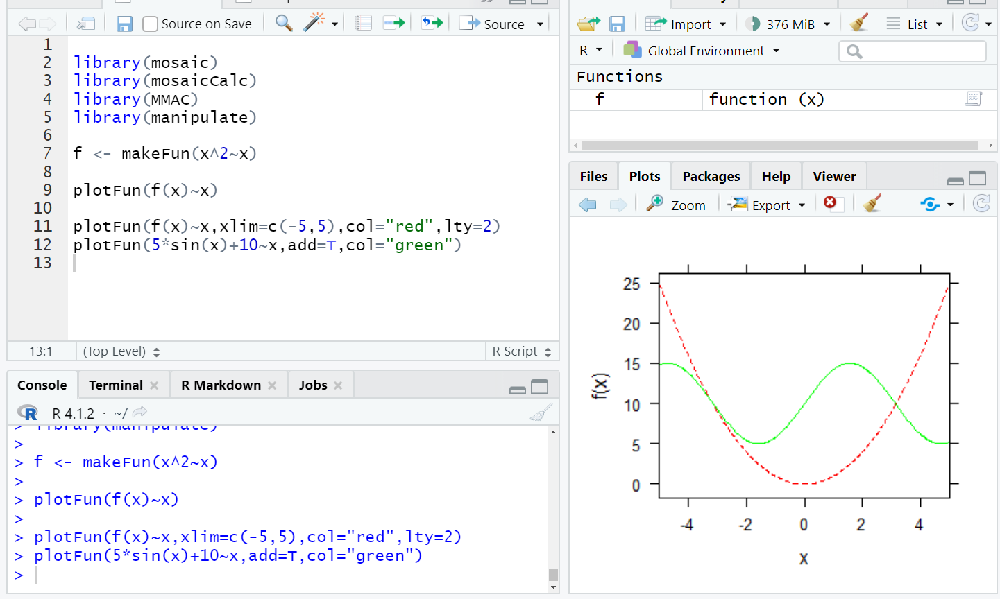 Source on Save
Source
1
2 library(mosaic)
3 library(mosaicCalc)
4 library(MMAC)
5 library(manipulate)
6
7 f <- makeFun(x^2~x)
8
9 plotFun(f(x)~x)
10
11 plotFun(f(x)~x,xlim=c(-5,5),col="red",lty=2)
12 plotFun(5*sin(x)+10~x,add=T,col="green")
13
13:1 (Top Level) R Script
Console Terminal R Markdown Jobs
R R 4.1.2 · ~/
> library(manipulate)
>
> f <- makeFun(x^2~x)
>
> plotFun(f(x)~x)
>
> plotFun(f(x)~x,xlim=c(-5,5),col="red",lty=2)
> plotFun(5*sin(x)+10~x,add=T,col="green")
>
Import 376 MiB List
R Global Environment
Functions
f function (x)
Files Plots Packages Help Viewer
Zoom Export
25
20
15
10
5
0
f(x)
-4 -2 0 2 4
x